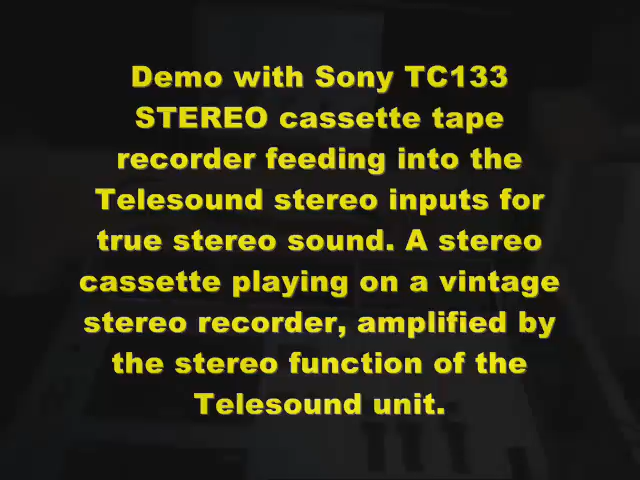 Demo with Sony TC133
STEREO cassette tape
recorder feeding into the
Telesound stereo inputs for
true stereo sound. A stereo
cassette playing on a vintage
stereo recorder, amplified by
the stereo function of the
Telesound unit.